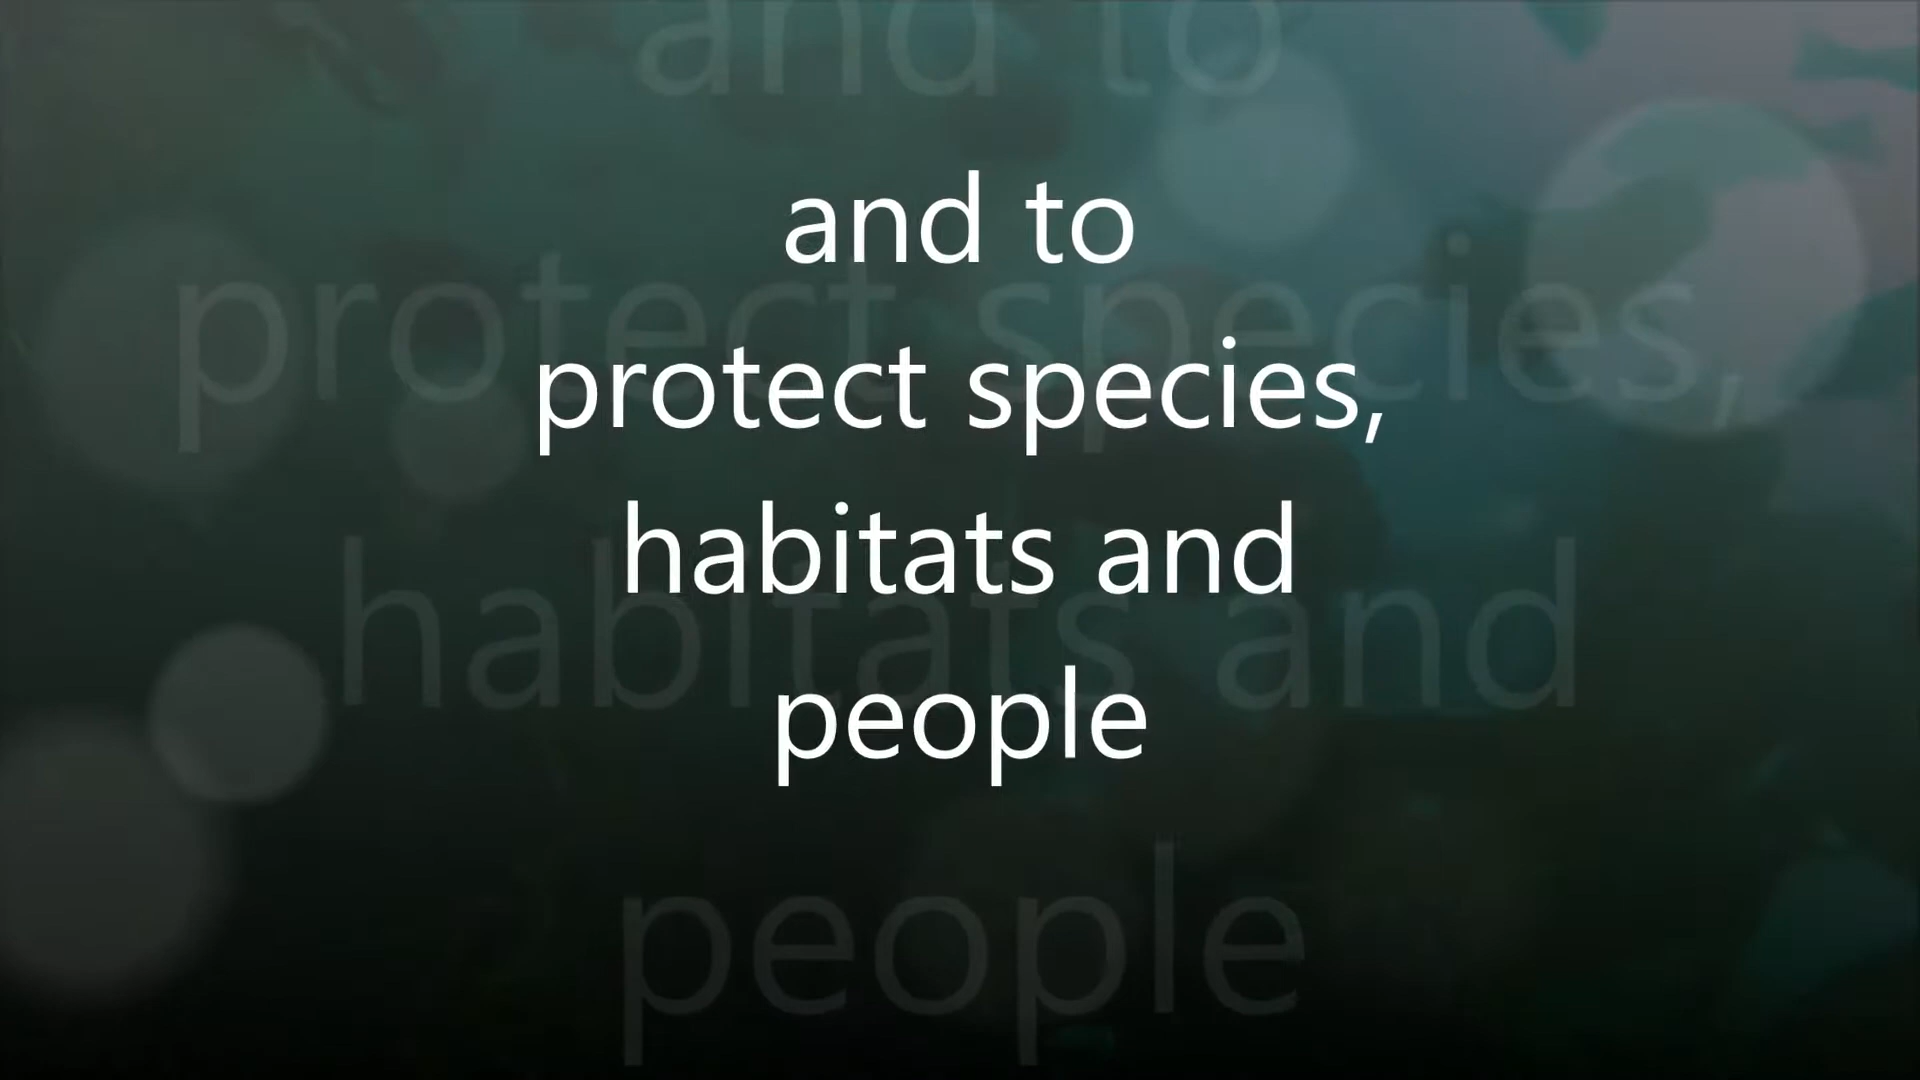 and to
protect species,
habitats and
people